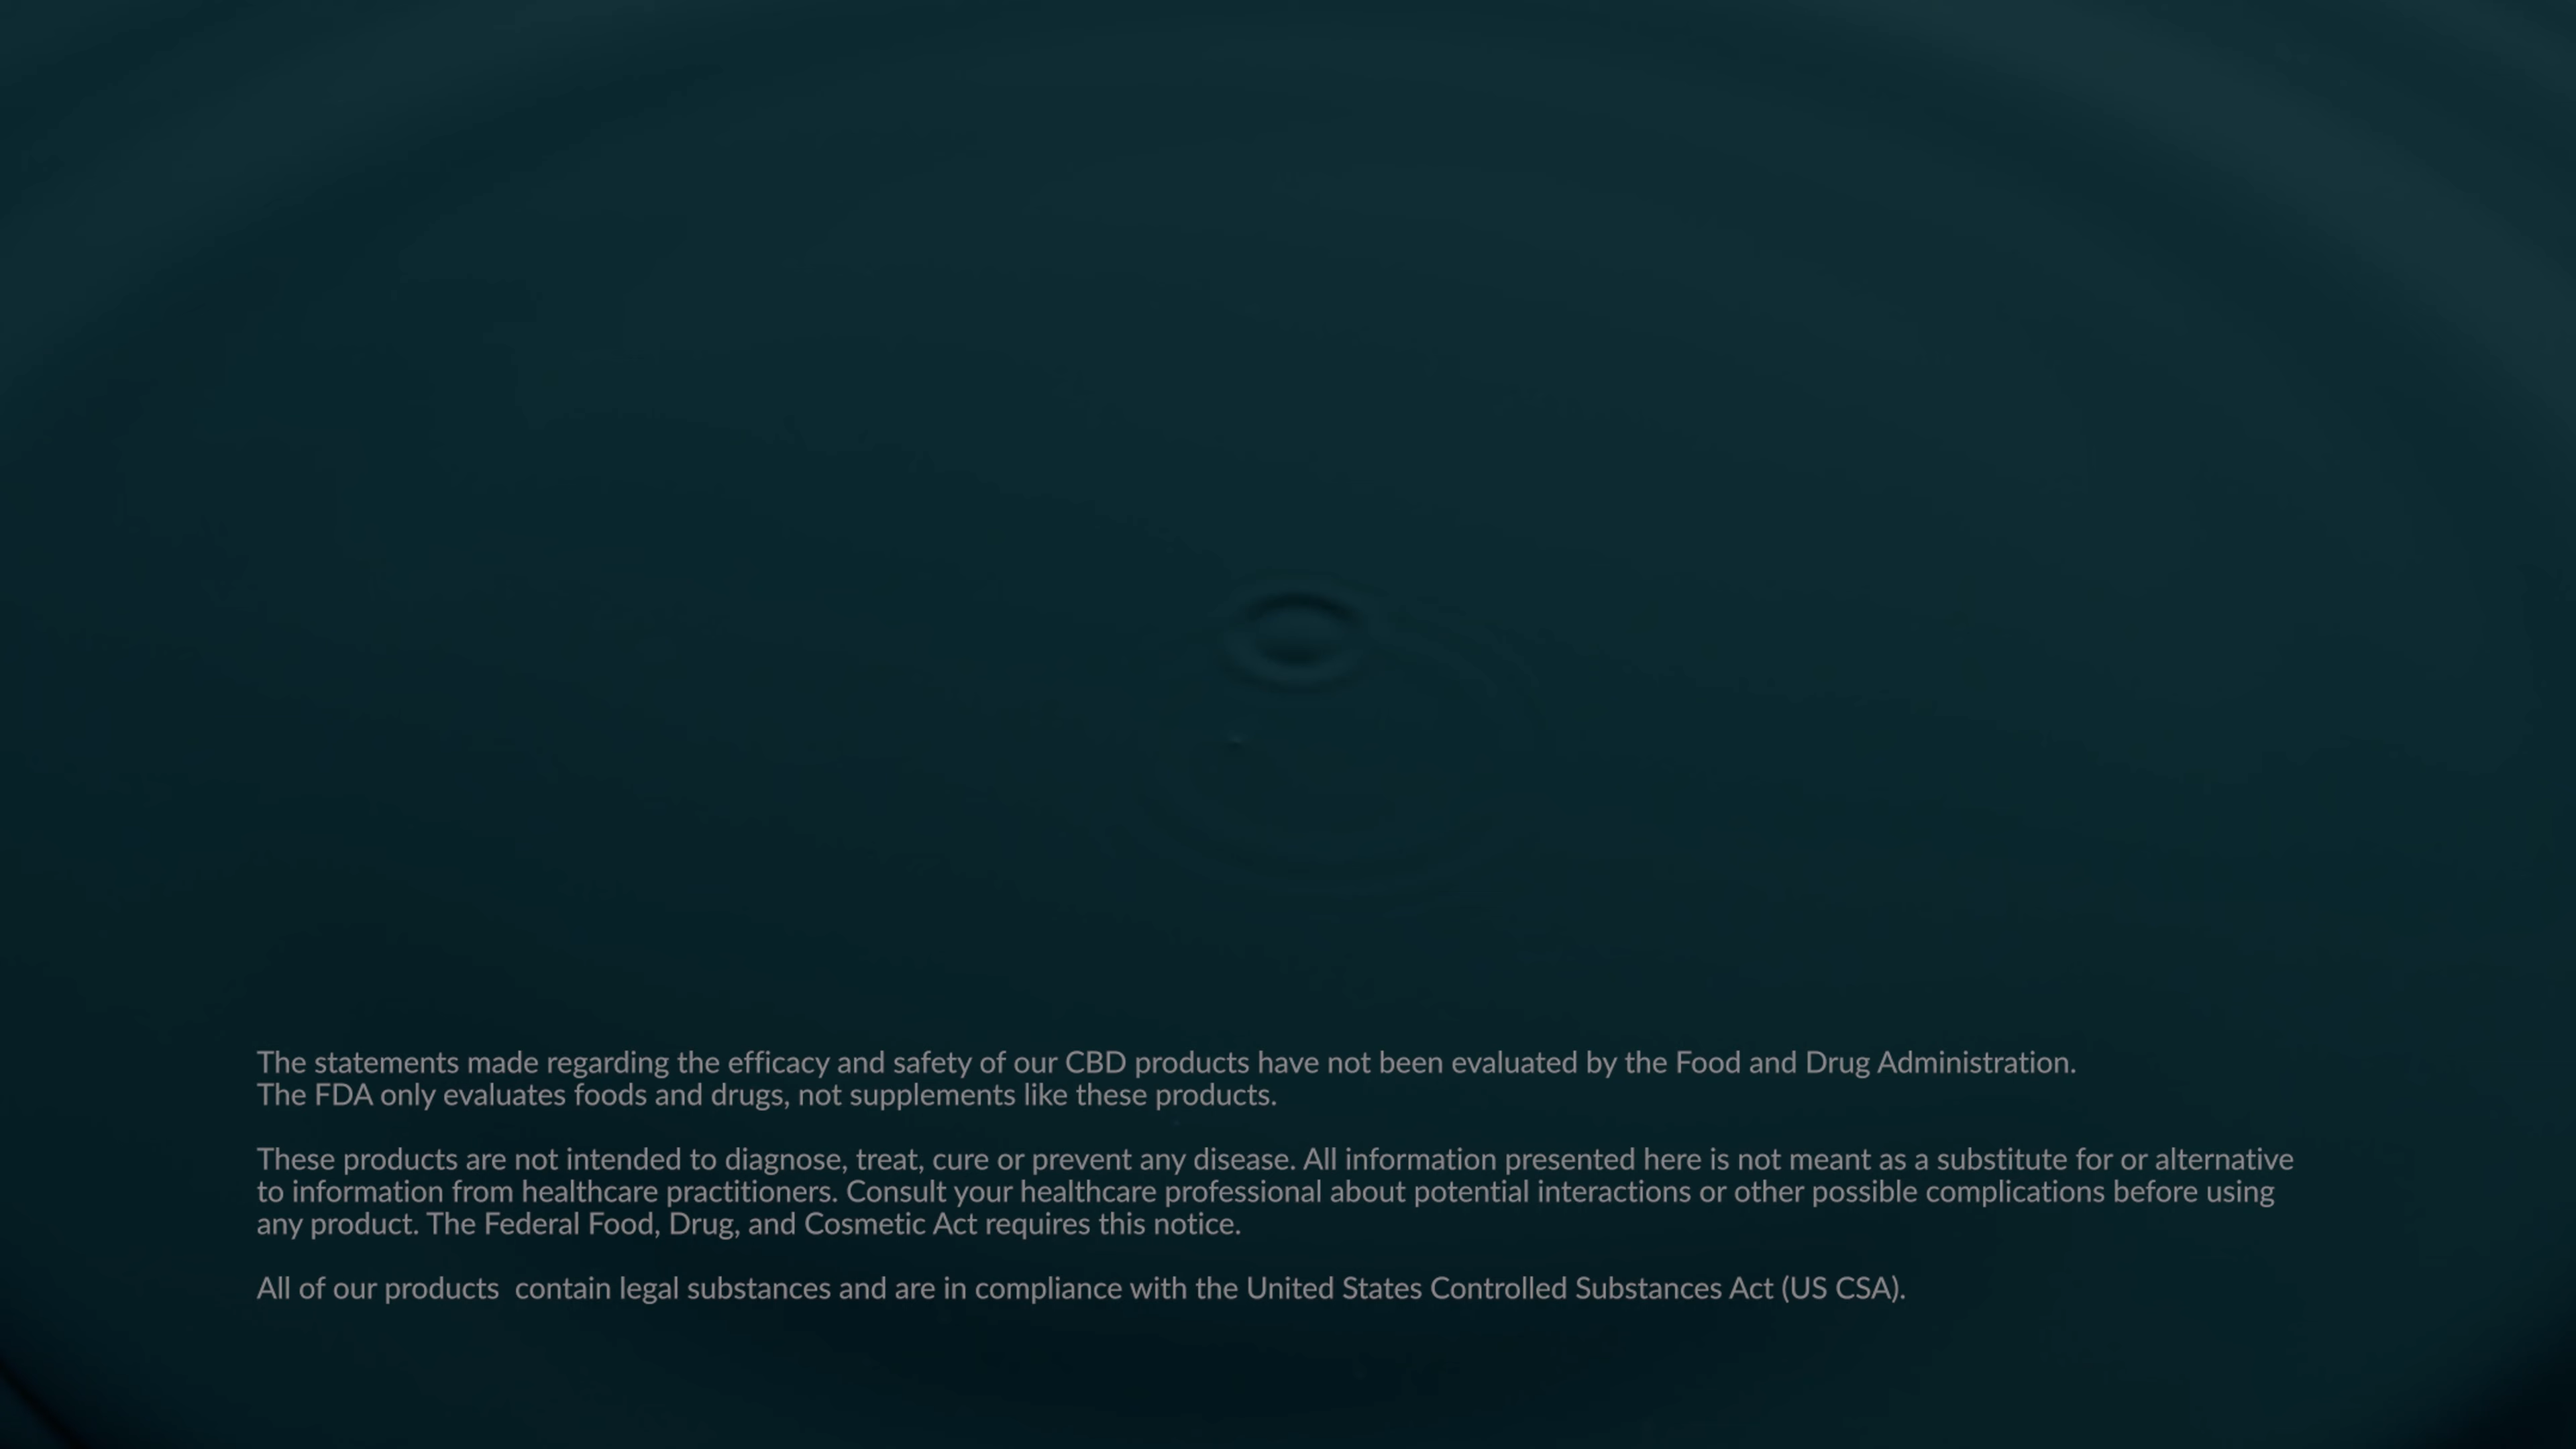 The statements made regarding the efficacy and safety of our CBD products have not been evaluated by the Food and Drug Administration.
The FDA only evaluates foods and drugs, not supplements like these products.
These products are not intended to diagnose, treat, cure or prevent any disease. All information presented here is not meant as a substitute for or alternative
to information from healthcare practitioners. Consult your healthcare professional about potential interactions or other possible complications before using
any product. The Federal Food, Drug, and Cosmetic Act requires this notice.
All of our products  contain legal substances and are in compliance with the United States Controlled Substances Act (US CSA).